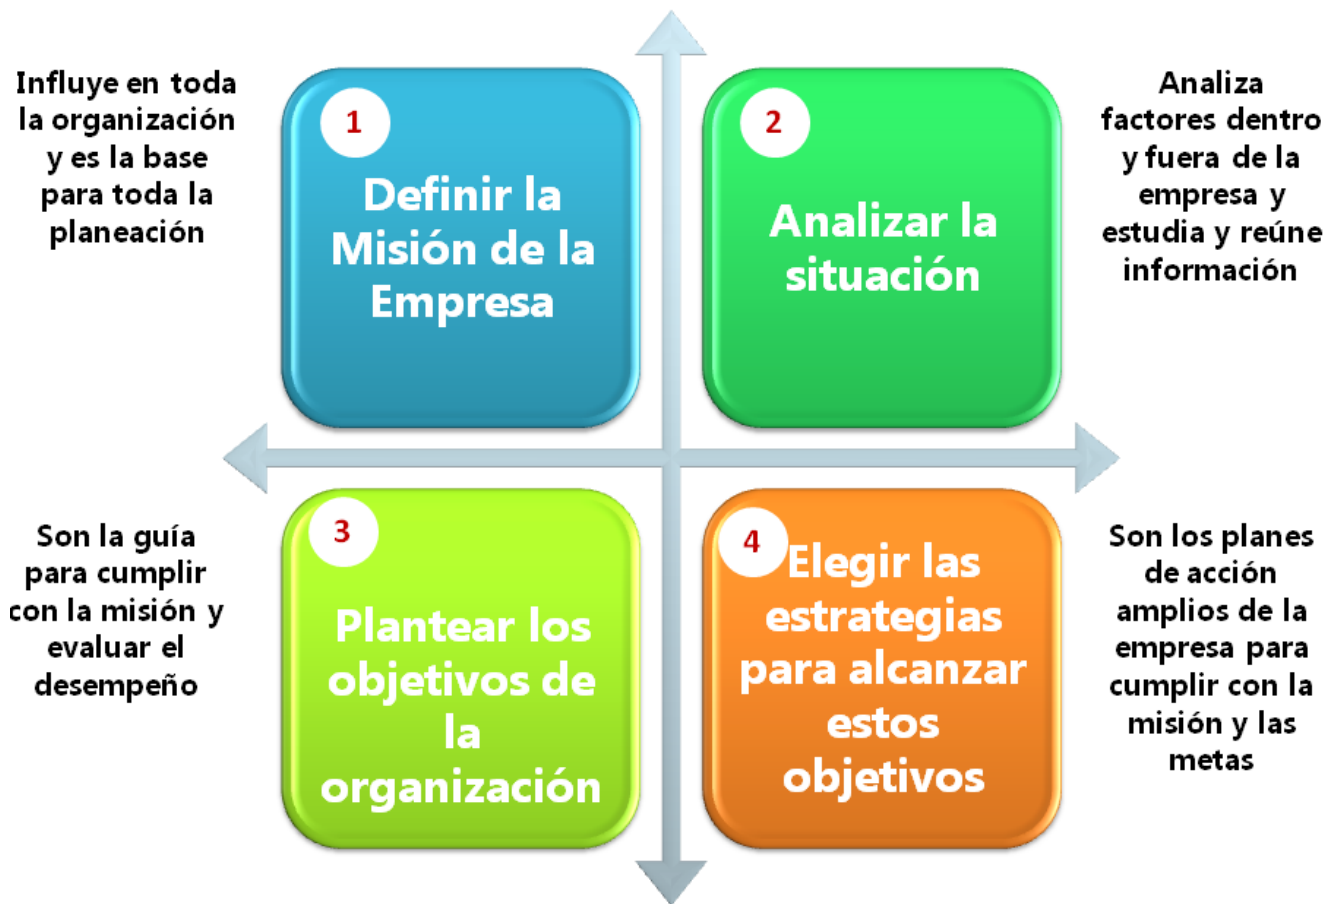 Influye en toda
la organización
y es la base
para toda la
planeación
1
Definir la
Misión de la
Empresa
2
Analizar la
situación
Analiza
factores dentro
y fuera de la
empresa y
estudia y reúne
información
Son la guía
para cumplir
con la misión y
evaluar el
desempeño
3
Plantear los
objetivos de
la
organización
4
Elegir las
estrategias
para alcanzar
estos
objetivos
Son los planes
de acción
amplios de la
empresa para
cumplir con la
misión y las
metas